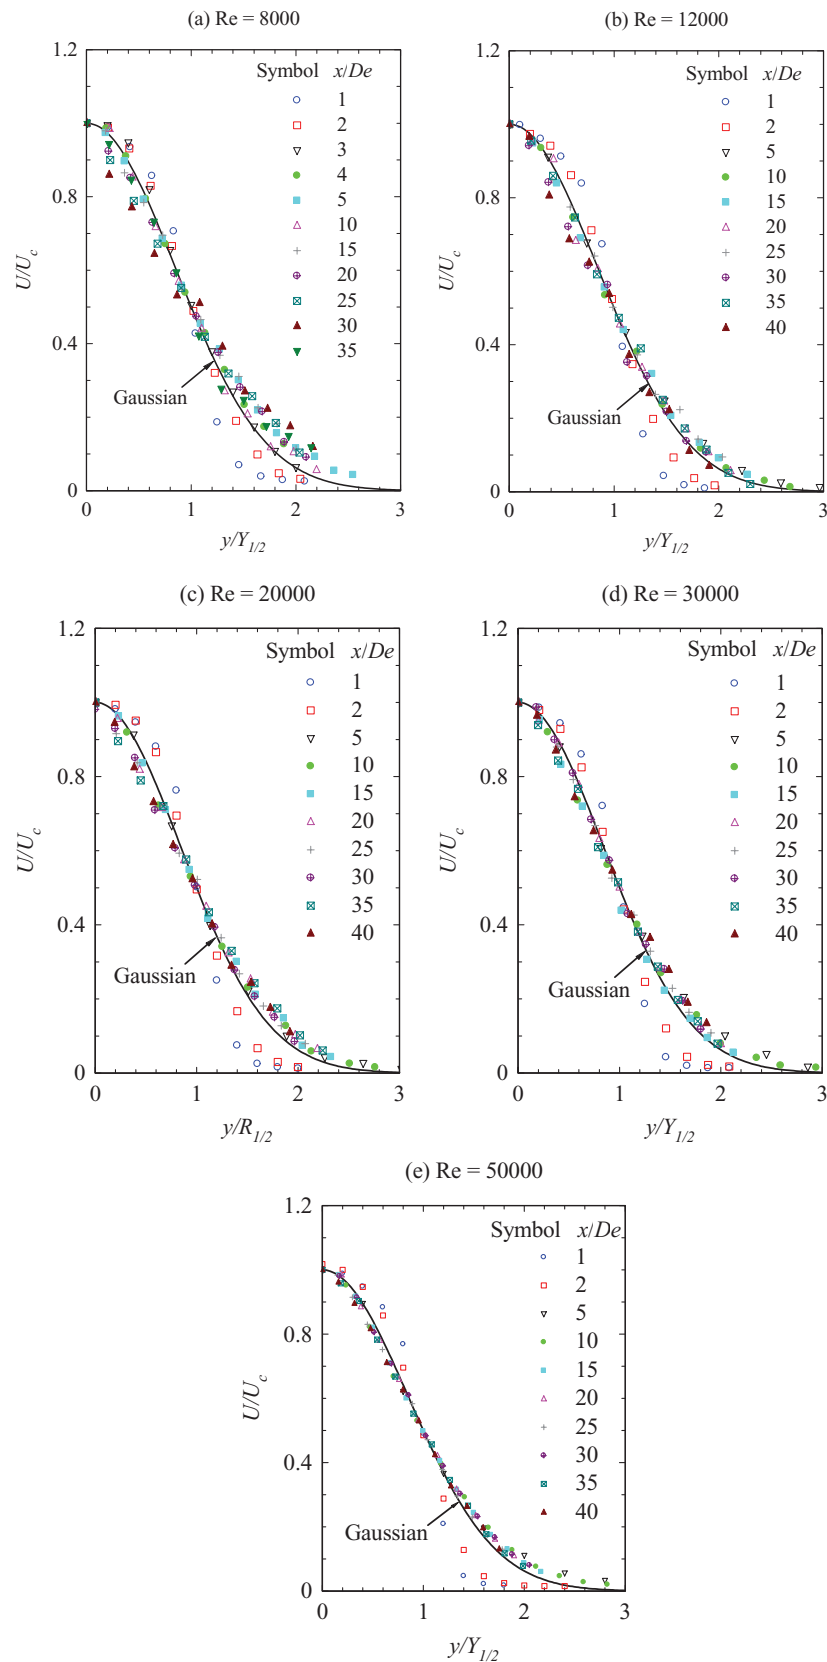 (a) Re = 8000
1.2
0.8
0.4
0
U/Uc
Symbol x/De
1
2
3
4
5
10
15
20
25
30
35
Gaussian
0 1 2 3
y/Y1/2
(b) Re = 12000
1.2
0.8
0.4
0
U/Uc
Symbol x/De
1
2
5
10
15
20
25
30
35
40
Gaussian
0 1 2 3
y/Y1/2
(c) Re = 20000
1.2
0.8
0.4
0
U/Uc
Symbol x/De
1
2
5
10
15
20
25
30
35
40
Gaussian
0 1 2 3
y/R1/2
(d) Re = 30000
1.2
0.8
0.4
0
U/Uc
Symbol x/De
1
2
5
10
15
20
25
30
35
40
Gaussian
0 1 2 3
y/Y1/2
(e) Re = 50000
1.2
0.8
0.4
0
U/Uc
Symbol x/De
1
2
5
10
15
20
25
30
35
40
Gaussian
0 1 2 3
y/Y1/2